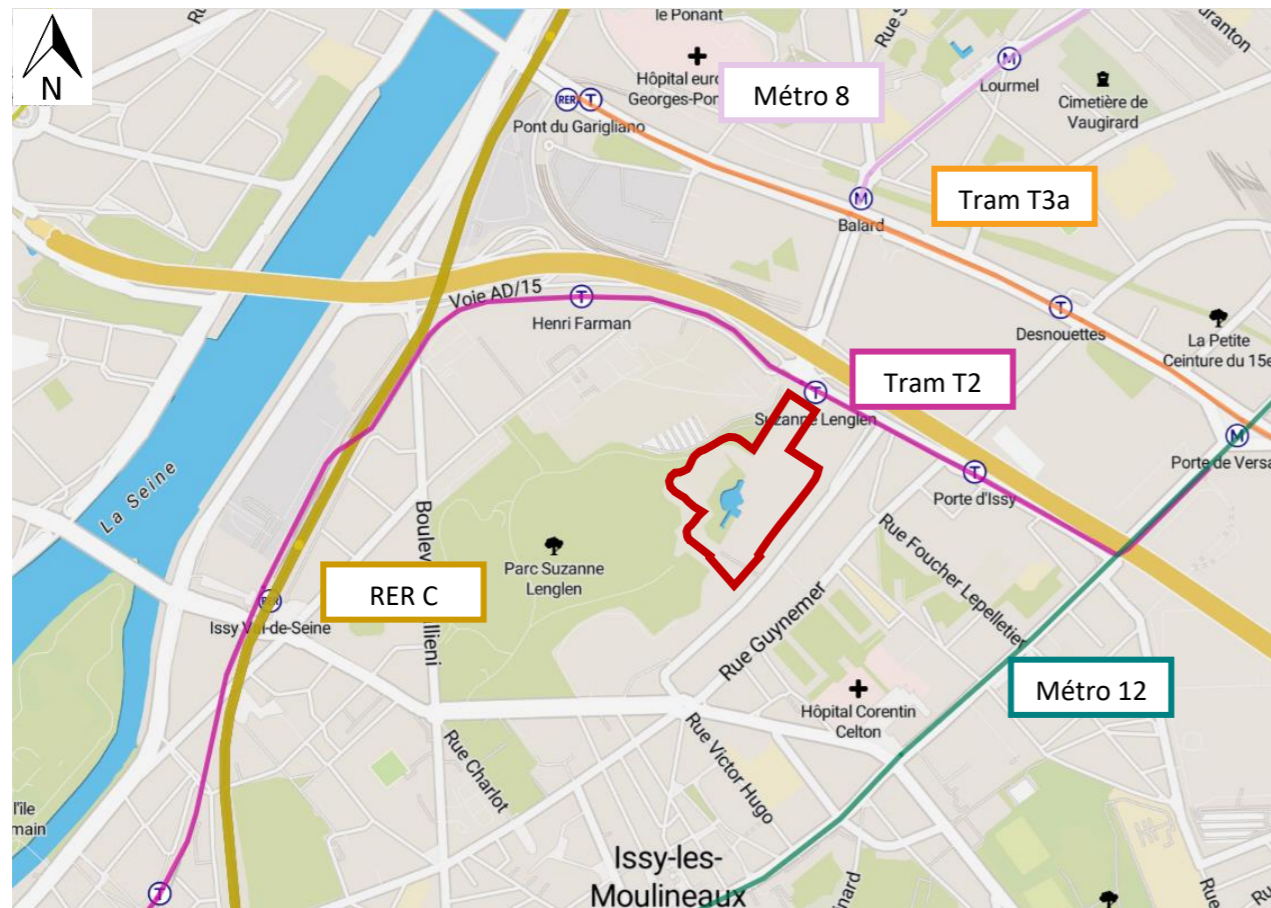 le Ponant
N
Hôpital euro
Georges-Pom
Métro 8
Lourmel
Cimetière de
Vaugirard
RER T
Pont du Garigliano
M
M
Balard
Tram T3a
Voie AD/15
T
Henri Farman
T
Desnouettes
La Petite
Ceinture du 15e
Tram T2
T
Suzanne Lenglen
M
Porte de Versa
T
Porte d'Issy
La Seine
Parc Suzanne
Lenglen
Rue Foucher Lepelletier
RER C
RER
Issy Val-de-Seine
Rue Guynemer
Métro 12
Hôpital Corentin
Celton
Rue Charlot
Rue Victor Hugo
l'île
main
Issy-les-
Moulineaux
T
Rue